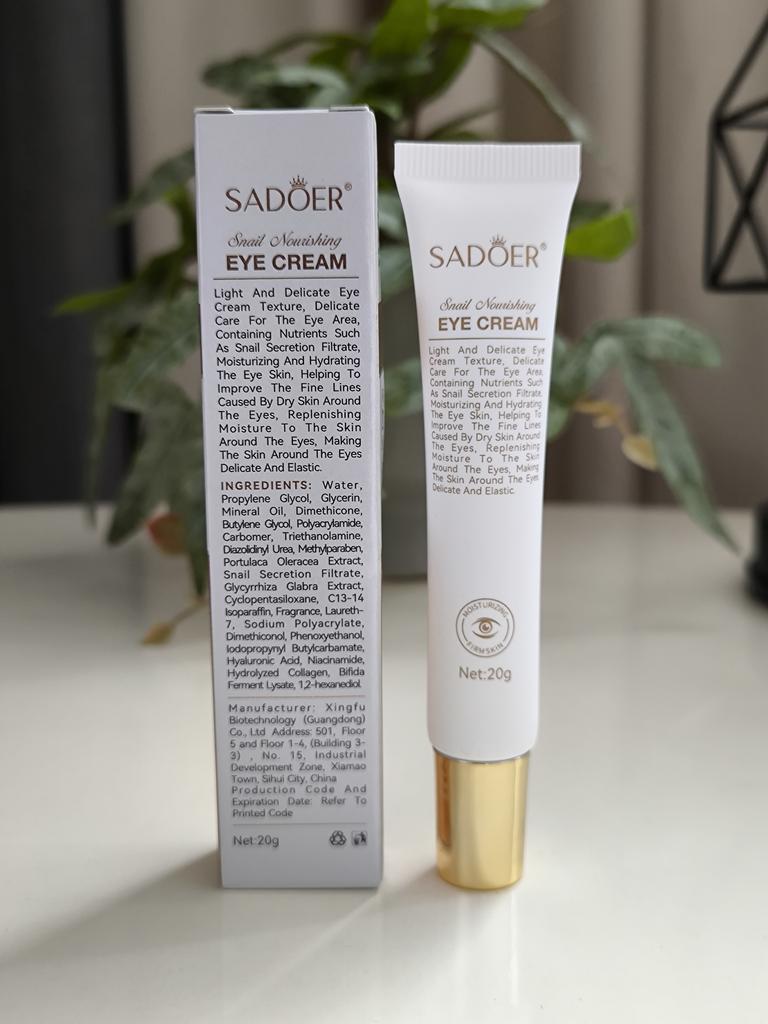 SADOER®
Snail Nourishing
EYE CREAM
Light And Delicate Eye
Cream Texture, Delicate
Care For The Eye Area,
Containing Nutrients Such
As Snail Secretion Filtrate,
Moisturizing And Hydrating
The Eye Skin, Helping To
Improve The Fine Lines
Caused By Dry Skin Around
The Eyes, Replenishing
Moisture To The Skin
Around The Eyes, Making
The Skin Around The Eyes
Delicate And Elastic.
INGREDIENTS: Water,
Propylene Glycol, Glycerin,
Mineral Oil, Dimethicone,
Butylene Glycol, Polyacrylamide,
Carbomer, Triethanolamine,
Diazolidinyl Urea, Methylparaben,
Portulaca Oleracea Extract,
Snail Secretion Filtrate,
Glycyrrhiza Glabra Extract,
Cyclopentasiloxane, C13-14
Isoparaffin, Fragrance, Laureth-
7, Sodium Polyacrylate,
Dimethiconol, Phenoxyethanol,
Iodopropynyl Butylcarbamate,
Hyaluronic Acid, Niacinamide,
Hydrolyzed Collagen, Bifida
Ferment Lysate, 1,2-hexanediol.
Manufacturer: Xingfu
Biotechnology (Guangdong)
Co., Ltd Address: 501, Floor
5 and Floor 1-4, (Building 3-
3) , No. 15, Industrial
Development Zone, Xiamao
Town, Sihui City, China
Production Code And
Expiration Date: Refer To
Printed Code
Net:20g
SADOER®
Snail Nourishing
EYE CREAM
Light And Delicate Eye
Cream Texture, Delicate
Care For The Eye Area,
Containing Nutrients Such
As Snail Secretion Filtrate,
Moisturizing And Hydrating
The Eye Skin, Helping To
Improve The Fine Lines
Caused By Dry Skin Around
The Eyes, Replenishing
Moisture To The Skin
Around The Eyes, Making
The Skin Around The Eyes
Delicate And Elastic.
MOISTURIZING
FIRMSKIN
Net:20g